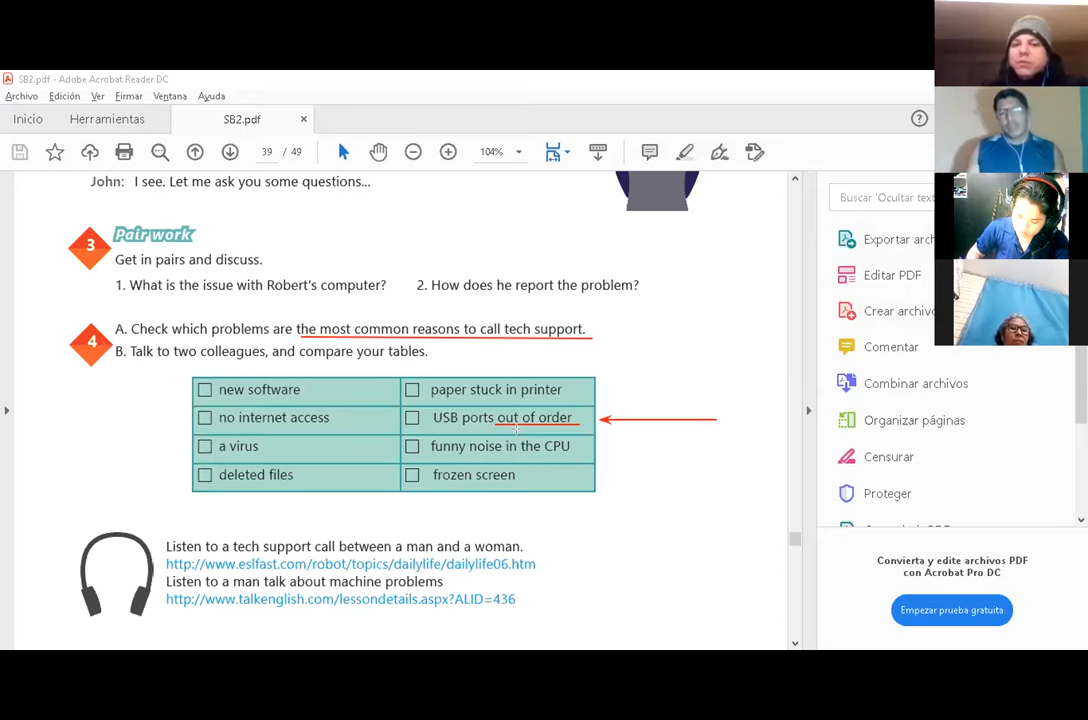 SB2.pdf - Adobe Acrobat Reader DC
Archivo Edición Ver Firmar Ventana Ayuda
Inicio Herramientas SB2.pdf ×
39 / 49 104%
John: I see. Let me ask you some questions...
3 Pair work
Get in pairs and discuss.
1. What is the issue with Robert's computer? 2. How does he report the problem?
4 A. Check which problems are the most common reasons to call tech support.
B. Talk to two colleagues, and compare your tables.
new software paper stuck in printer
no internet access USB ports out of order
a virus funny noise in the CPU
deleted files frozen screen
Listen to a tech support call between a man and a woman.
http://www.eslfast.com/robot/topics/dailylife/dailylife06.htm
Listen to a man talk about machine problems
http://www.talkenglish.com/lessondetails.aspx?ALID=436
Buscar 'Ocultar text
Exportar arch
Editar PDF
Crear archivo
Comentar
Combinar archivos
Organizar páginas
Censurar
Proteger
Convierta y edite archivos PDF
con Acrobat Pro DC
Empezar prueba gratuita